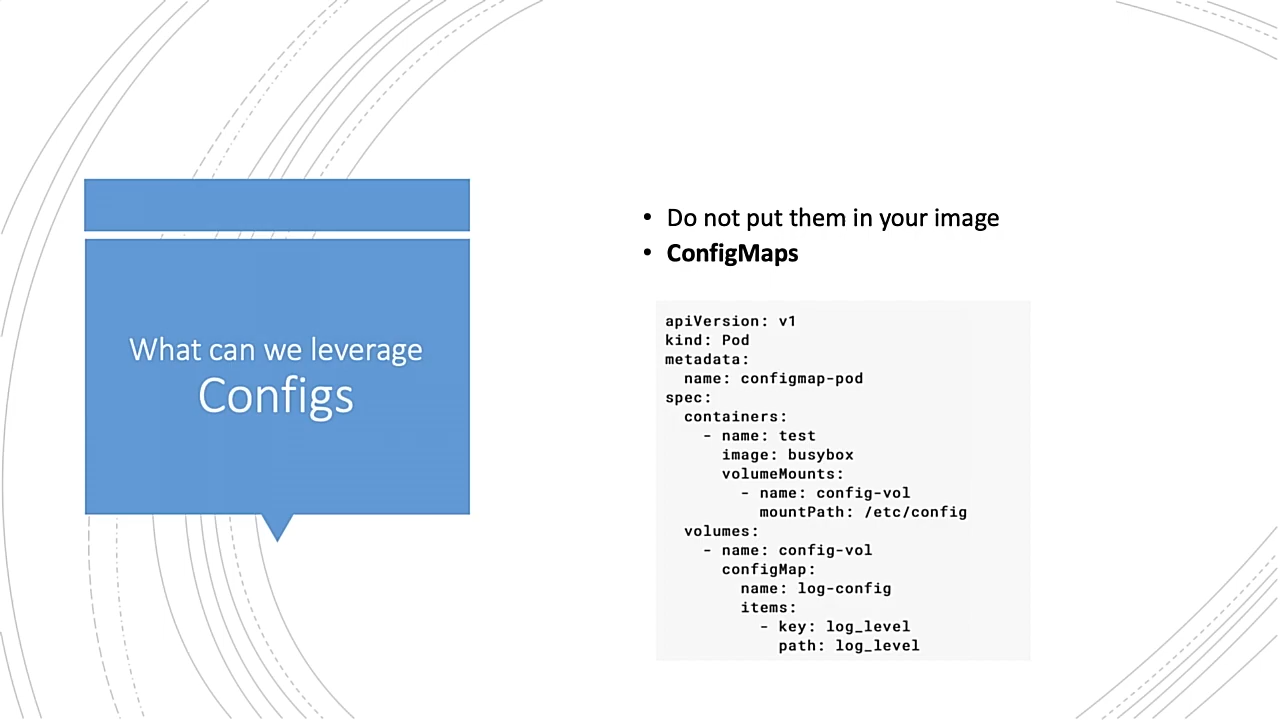 What can we leverage
Configs
• Do not put them in your image
• ConfigMaps
apiVersion: v1
kind: Pod
metadata:
  name: configmap-pod
spec:
  containers:
    - name: test
      image: busybox
      volumeMounts:
        - name: config-vol
          mountPath: /etc/config
  volumes:
    - name: config-vol
      configMap:
        name: log-config
        items:
          - key: log_level
            path: log_level